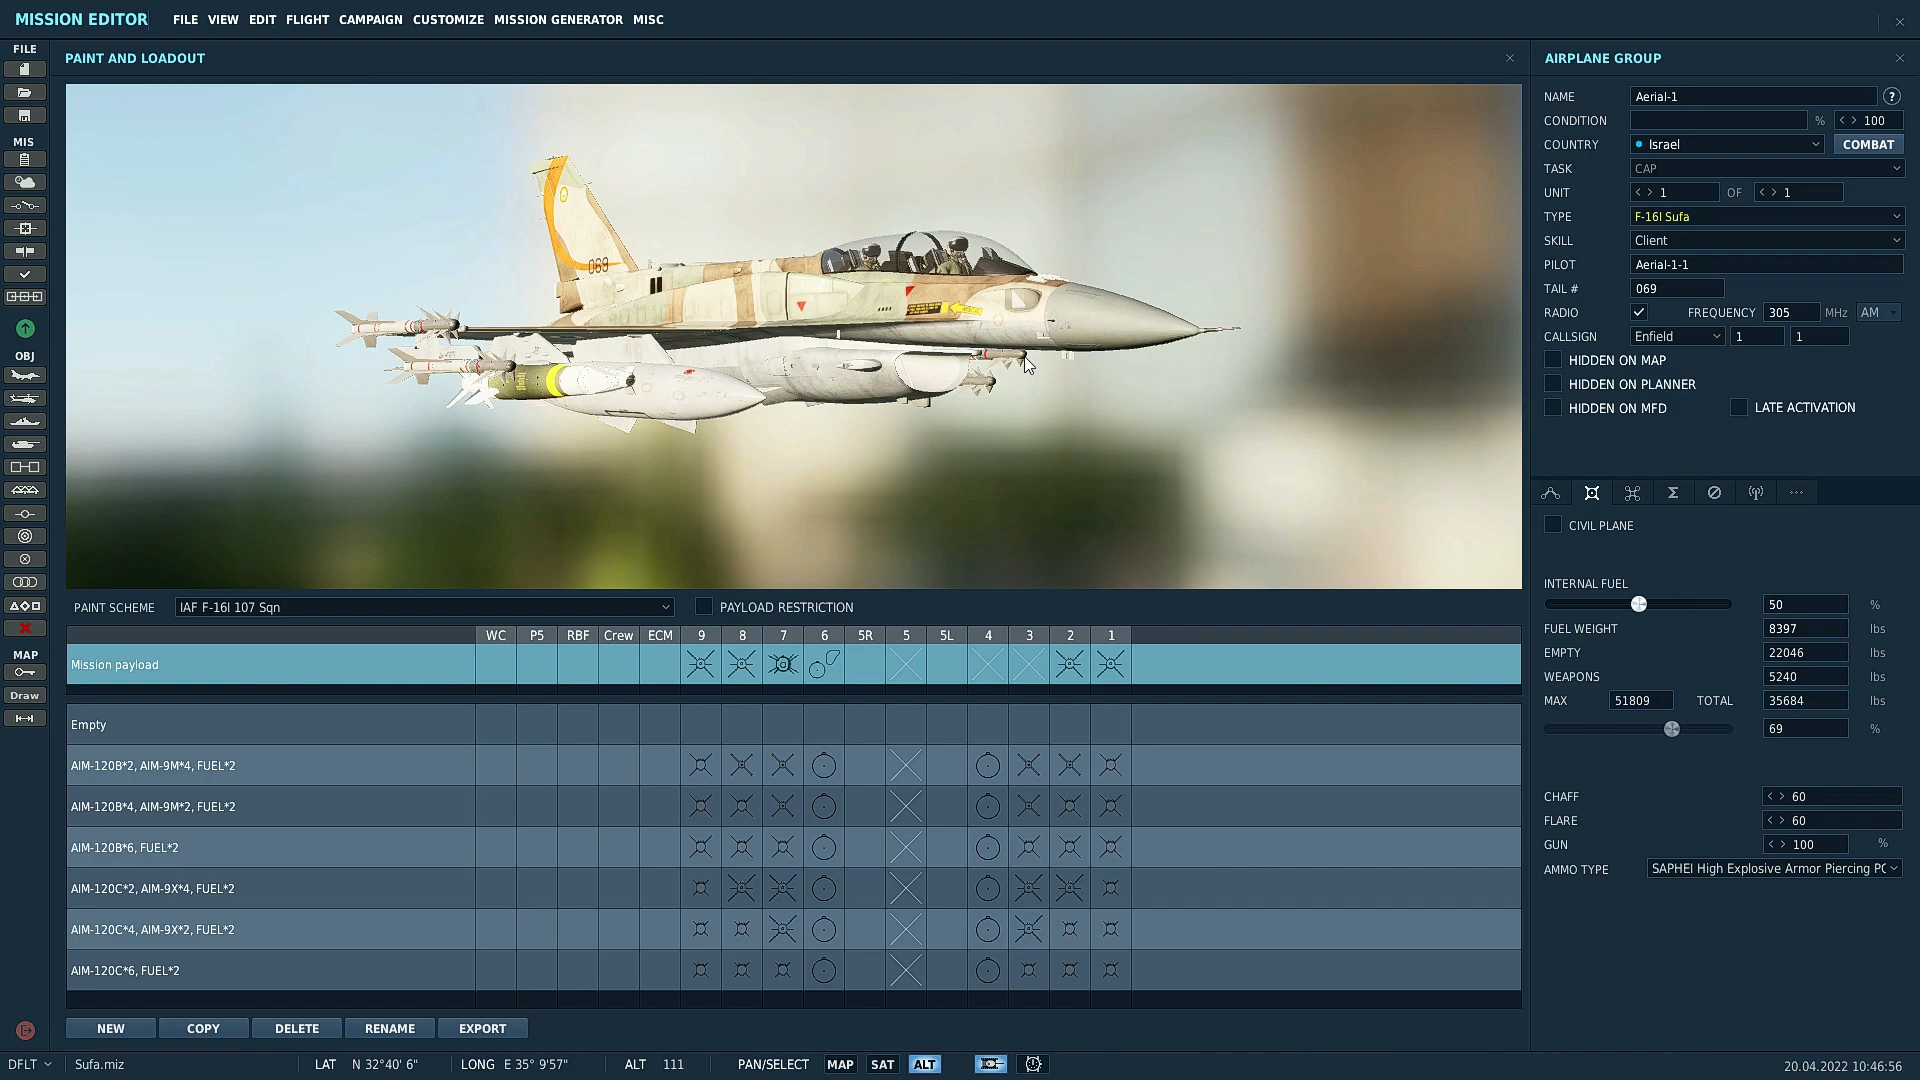 MISSION EDITOR
FILE VIEW EDIT FLIGHT CAMPAIGN CUSTOMIZE MISSION GENERATOR MISC
FILE
MIS
OBJ
MAP
Draw
PAINT AND LOADOUT
069
PAINT SCHEME IAF F-16I 107 Sqn PAYLOAD RESTRICTION
WC P5 RBF Crew ECM 9 8 7 6 5R 5 5L 4 3 2 1
Mission payload
Empty
AIM-120B*2, AIM-9M*4, FUEL*2
AIM-120B*4, AIM-9M*2, FUEL*2
AIM-120B*6, FUEL*2
AIM-120C*2, AIM-9X*4, FUEL*2
AIM-120C*4, AIM-9X*2, FUEL*2
AIM-120C*6, FUEL*2
NEW COPY DELETE RENAME EXPORT
AIRPLANE GROUP
NAME Aerial-1 ?
CONDITION % < > 100
COUNTRY Israel COMBAT
TASK CAP
UNIT < > 1 OF < > 1
TYPE F-16I Sufa
SKILL Client
PILOT Aerial-1-1
TAIL # 069
RADIO FREQUENCY 305 MHz AM
CALLSIGN Enfield 1 1
HIDDEN ON MAP
HIDDEN ON PLANNER
HIDDEN ON MFD LATE ACTIVATION
CIVIL PLANE
INTERNAL FUEL
50 %
FUEL WEIGHT 8397 lbs
EMPTY 22046 lbs
WEAPONS 5240 lbs
MAX 51809 TOTAL 35684 lbs
69 %
CHAFF < > 60
FLARE < > 60
GUN < > 100 %
AMMO TYPE SAPHEI High Explosive Armor Piercing PG
DFLT Sufa.miz LAT N 32°40' 6" LONG E 35° 9'57" ALT 111 PAN/SELECT MAP SAT ALT 20.04.2022 10:46:56